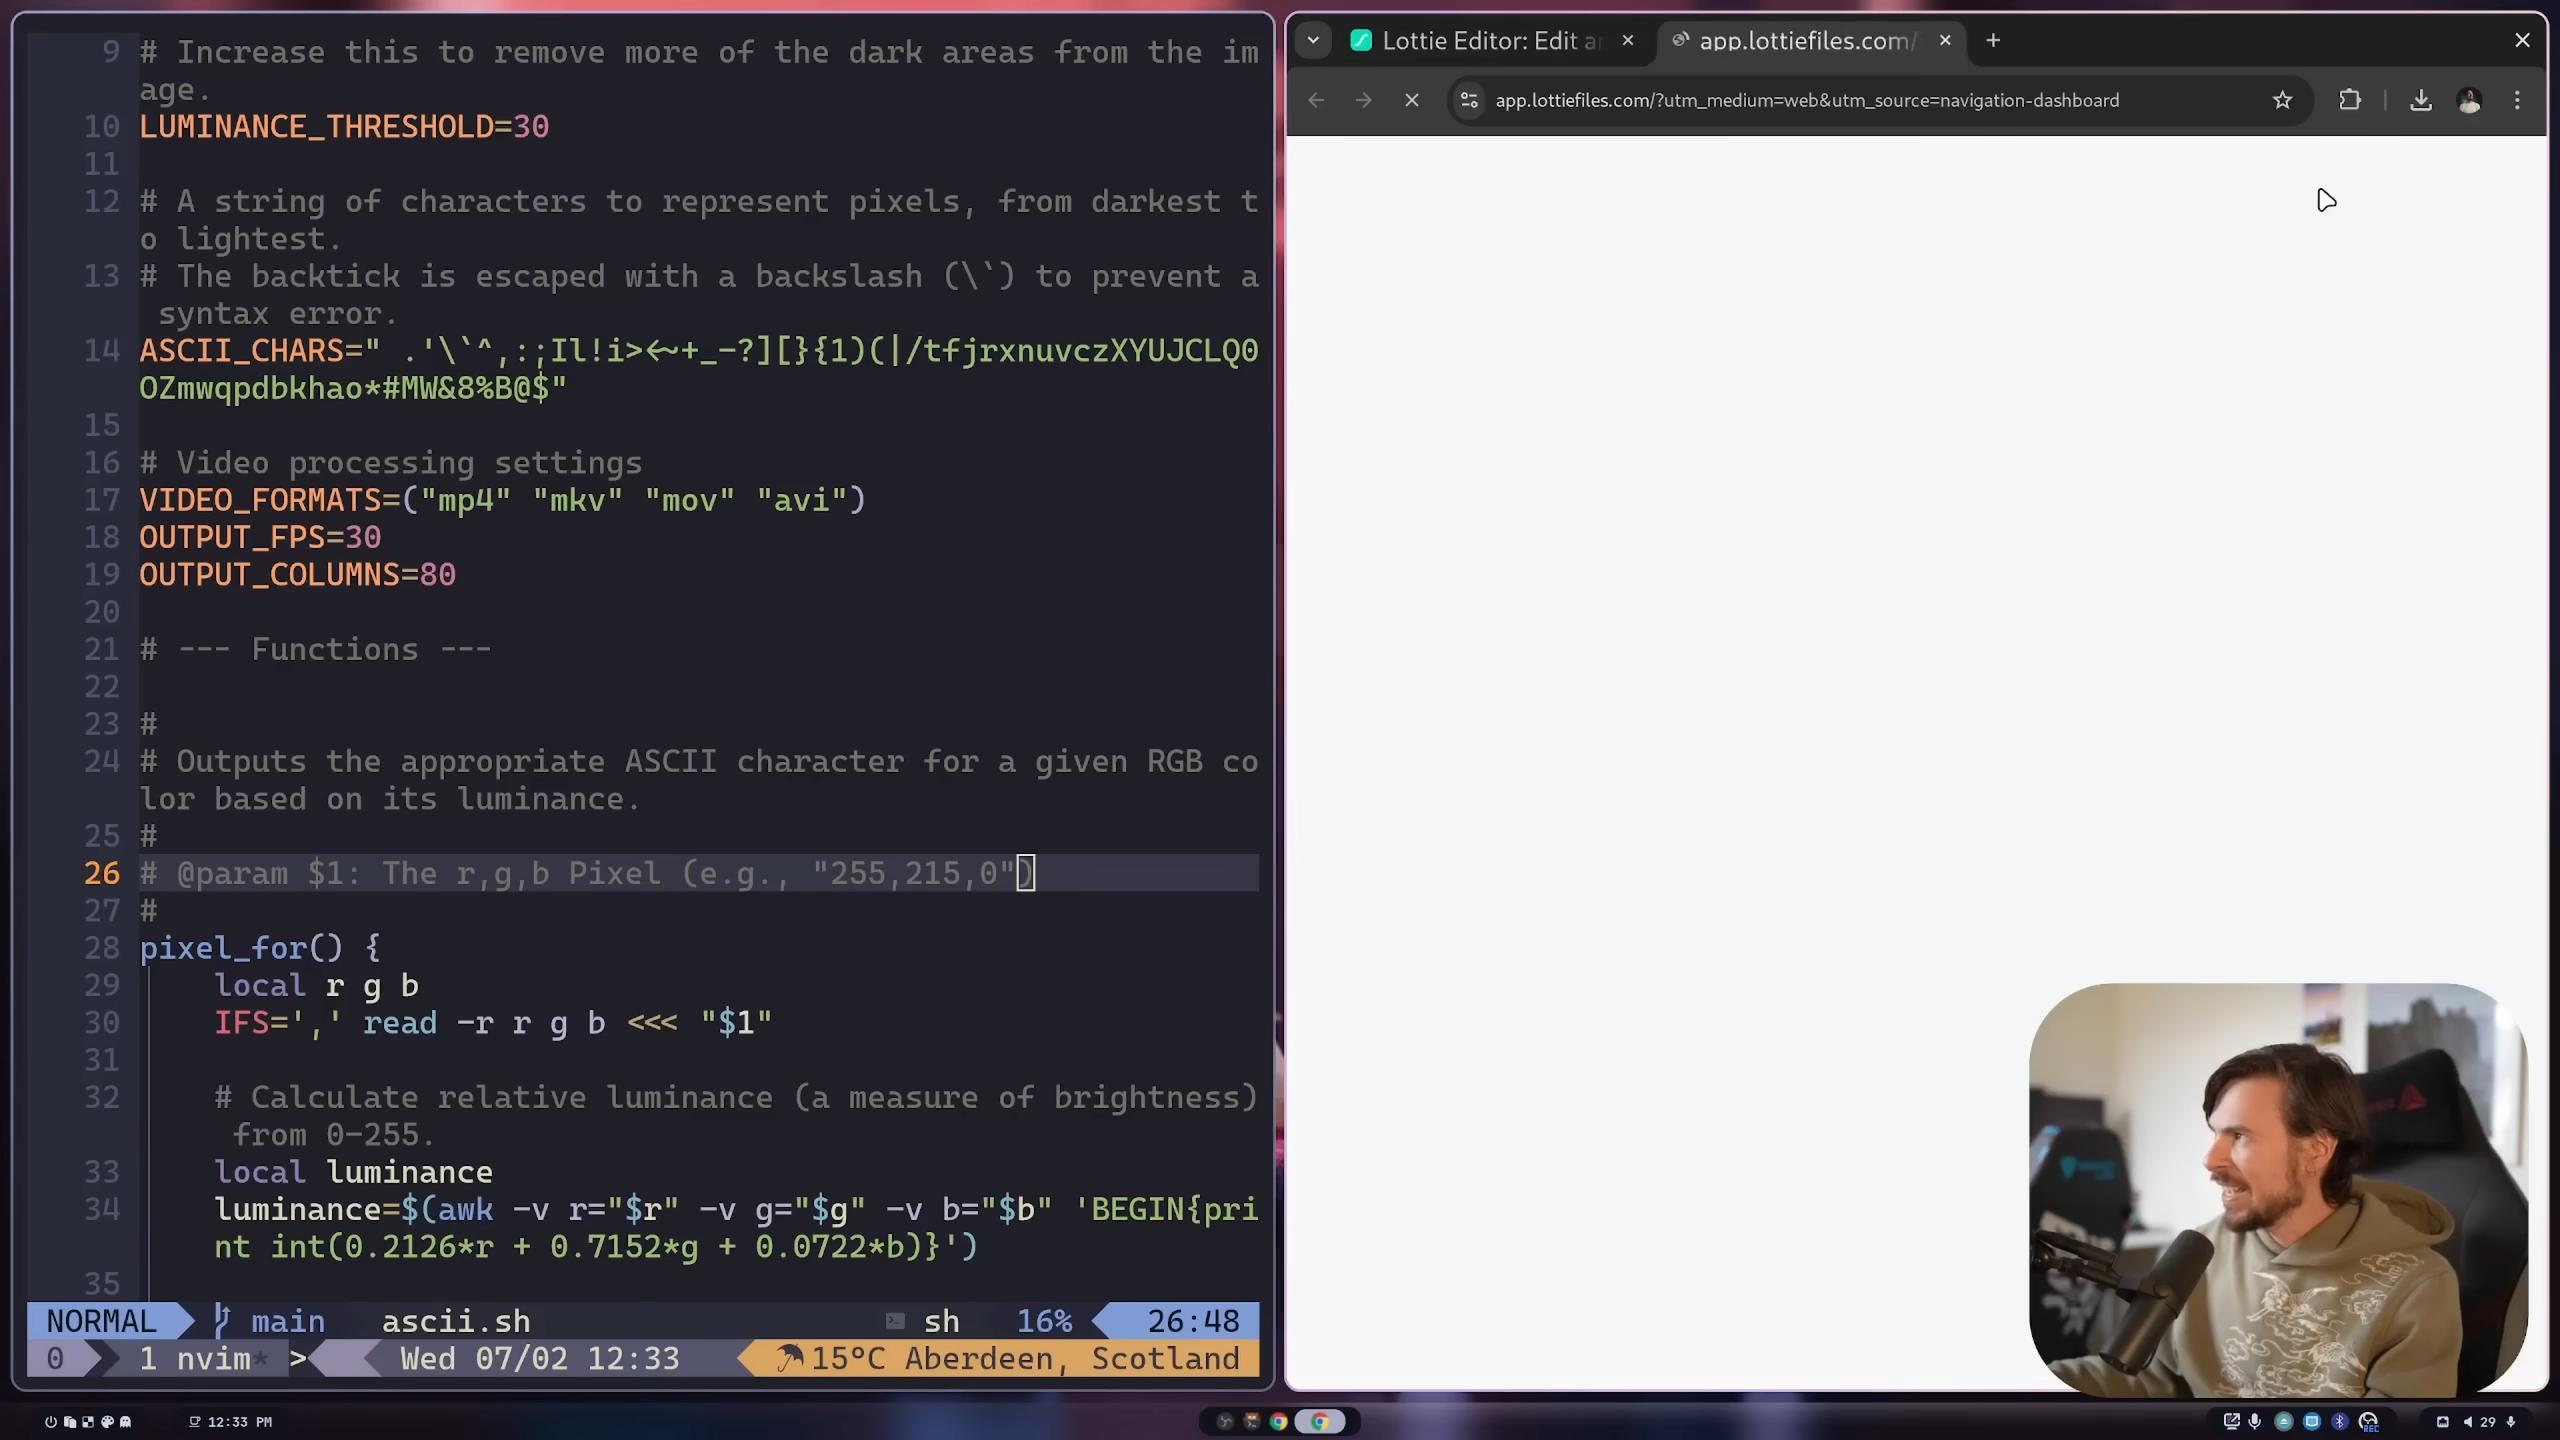 9 # Increase this to remove more of the dark areas from the im
age.
10 LUMINANCE_THRESHOLD=30
11
12 # A string of characters to represent pixels, from darkest t
o lightest.
13 # The backtick is escaped with a backslash (\`) to prevent a
syntax error.
14 ASCII_CHARS=" .'\`^,:;Il!i><~+_-?][}{1)(|/tfjrxnuvczXYUJCLQ0
OZmwqpdbkhao*#MW&8%B@$"
15
16 # Video processing settings
17 VIDEO_FORMATS=("mp4" "mkv" "mov" "avi")
18 OUTPUT_FPS=30
19 OUTPUT_COLUMNS=80
20
21 # --- Functions ---
22
23 #
24 # Outputs the appropriate ASCII character for a given RGB co
lor based on its luminance.
25 #
26 # @param $1: The r,g,b Pixel (e.g., "255,215,0")
27 #
28 pixel_for() {
29 local r g b
30 IFS=',' read -r r g b <<< "$1"
31
32 # Calculate relative luminance (a measure of brightness)
from 0-255.
33 local luminance
34 luminance=$(awk -v r="$r" -v g="$g" -v b="$b" 'BEGIN{pri
nt int(0.2126*r + 0.7152*g + 0.0722*b)}')
35
NORMAL main ascii.sh sh 16% 26:48
0 1 nvim* > Wed 07/02 12:33 15°C Aberdeen, Scotland
Lottie Editor: Edit a
app.lottiefiles.com/
app.lottiefiles.com/?utm_medium=web&utm_source=navigation-dashboard
12:33 PM
REC
29